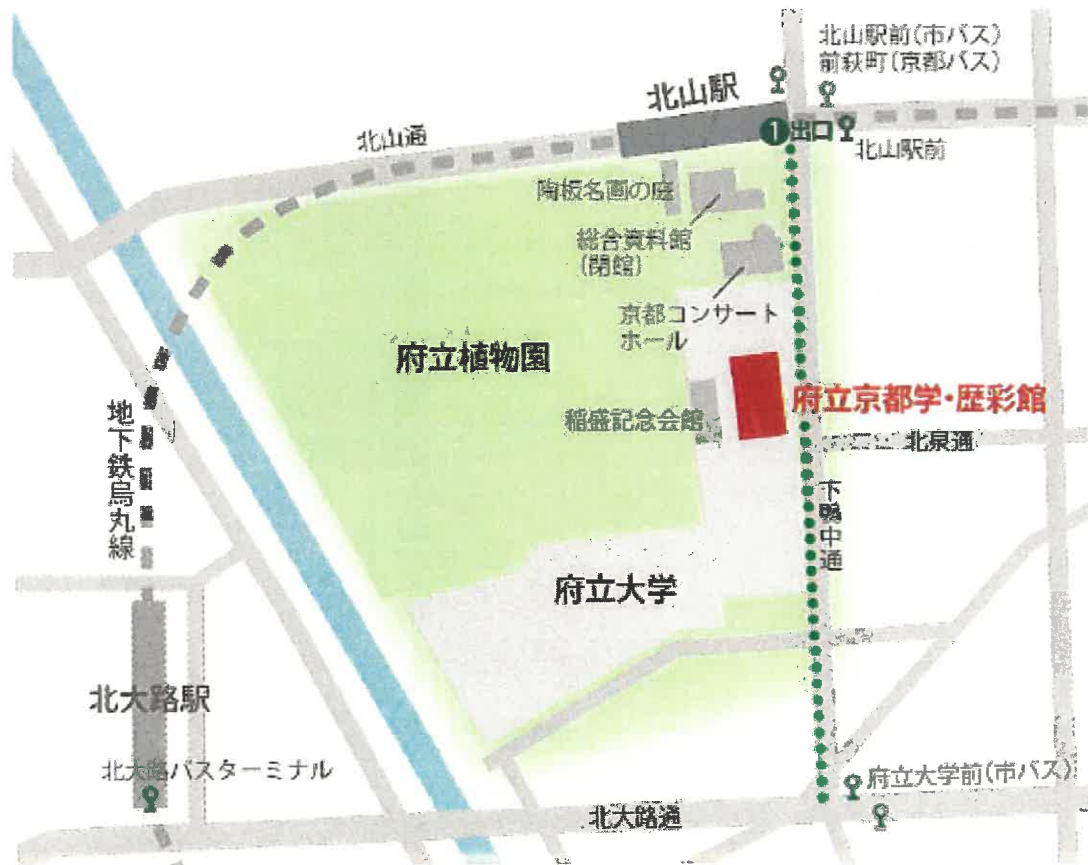 北山駅前(市バス)
前萩町(京都バス)
北山駅
北山通
1出口
北山駅前
陶板名画の庭
総合資料館
(閉館)
京都コンサート
ホール
府立植物園
府立京都学・歴彩館
稲盛記念会館
北泉通
地下鉄烏丸線
下鴨中通
府立大学
北大路駅
北大路バスターミナル
府立大学前(市バス)
北大路通